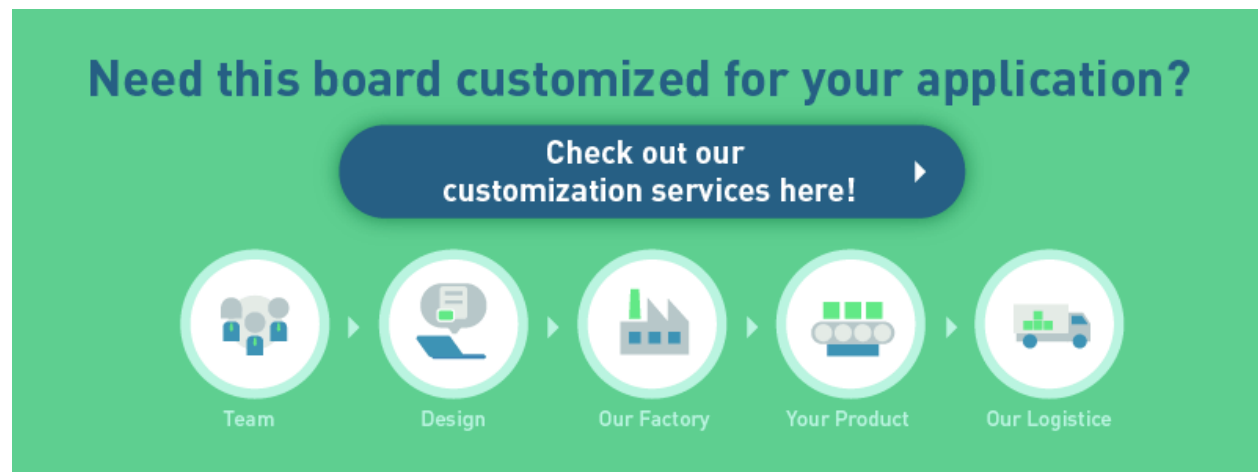 Need this board customized for your application?
Check out our
customization services here!
Team
Design
Our Factory
Your Product
Our Logistice